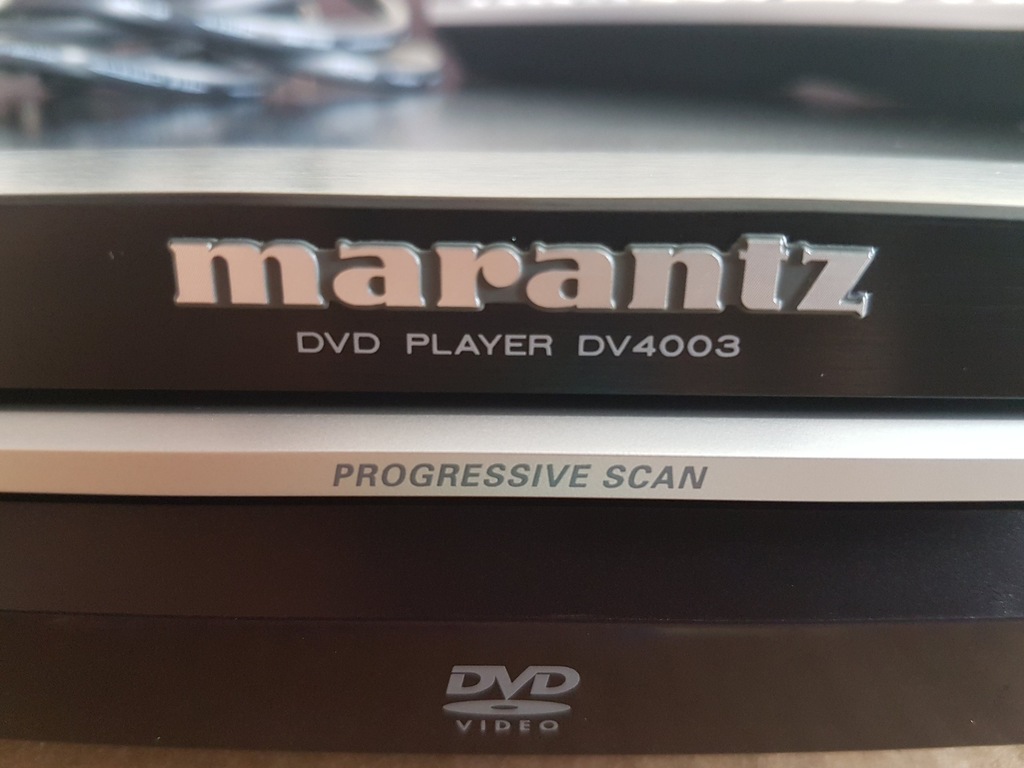 marantz
DVD PLAYER DV4003
PROGRESSIVE SCAN
DVD
VIDEO